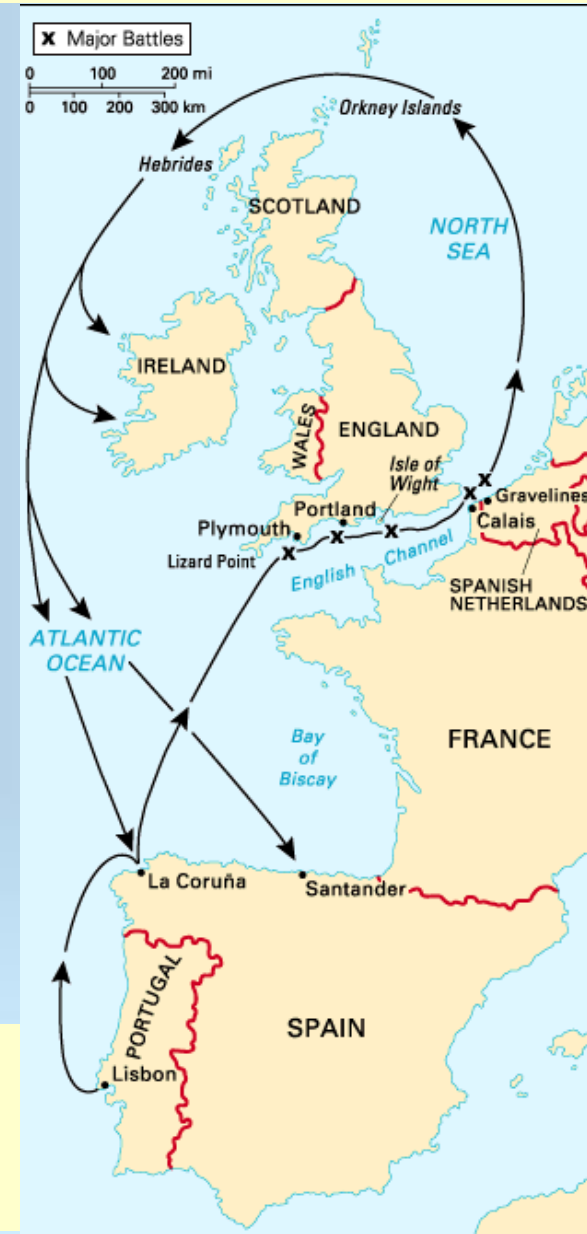 x Major Battles
0 100 200 mi
0 100 200 300 km
Orkney Islands
Hebrides
SCOTLAND
NORTH
SEA
IRELAND
WALES
ENGLAND
Isle of
Wight
Portland
Plymouth
Gravelines
Calais
Lizard Point
English Channel
SPANISH
NETHERLANDS
ATLANTIC
OCEAN
Bay
of
Biscay
FRANCE
La Coruña
Santander
PORTUGAL
SPAIN
Lisbon